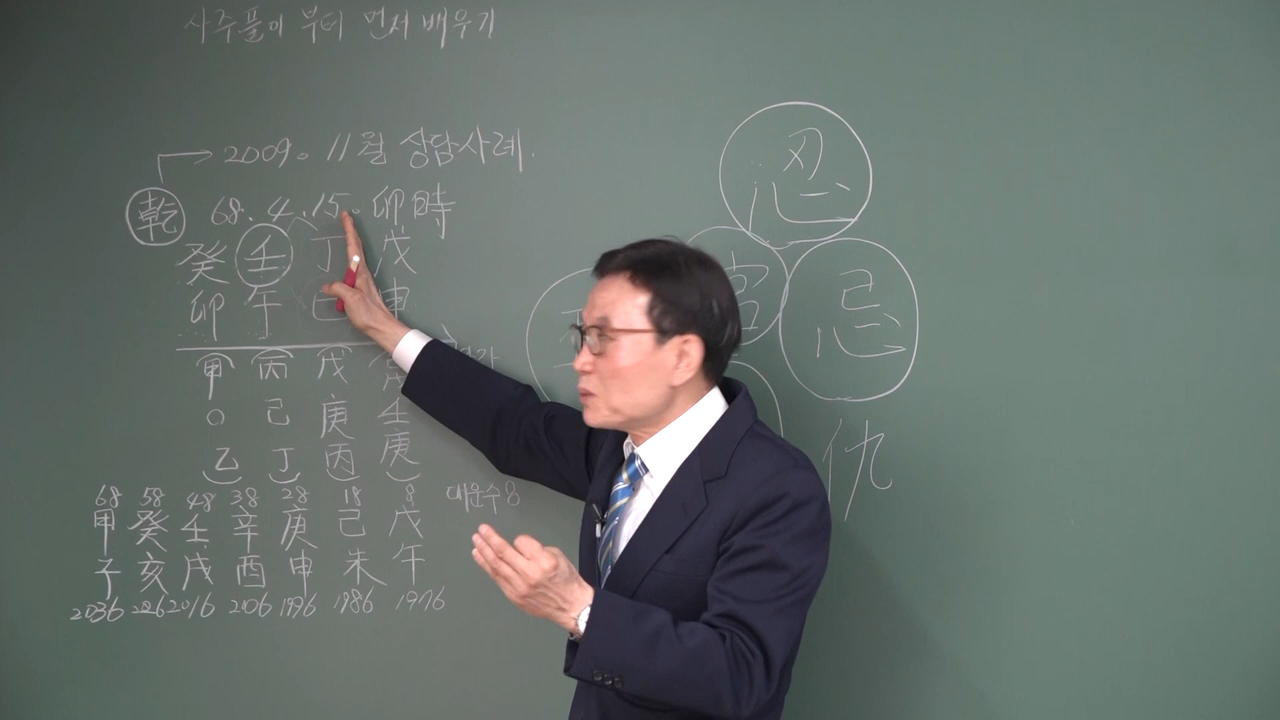 사주풀이 부터 먼저 배우기
2009。11월 상담사례.
乾 68.4.15。卯時
癸 壬 丁 戊
卯 午 巳 申
甲 丙 戊
○ 己 庚 壬
乙 丁 丙 庚
68 58 48 38 28 18 8 대운수8
甲 癸 壬 辛 庚 己 戊
子 亥 戌 酉 申 未 午
2036 2026 2016 2006 1996 1986 1976
忍
忌
仇